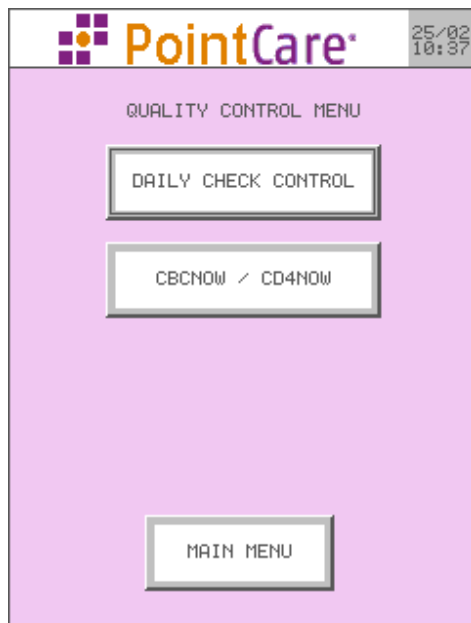 PointCare
25/02
10:37
QUALITY CONTROL MENU
DAILY CHECK CONTROL
CBCNOW / CD4NOW
MAIN MENU